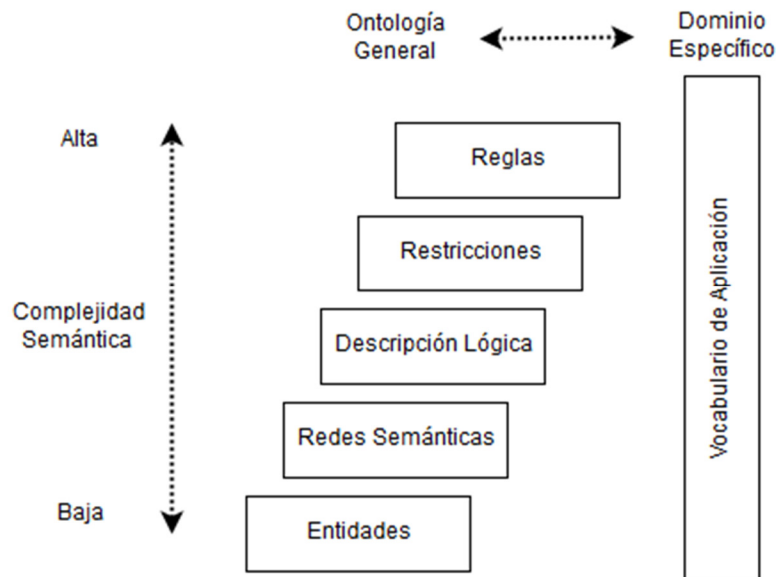 Ontología
General
Dominio
Específico
Alta
Reglas
Restricciones
Complejidad
Semántica
Descripción Lógica
Redes Semánticas
Baja
Entidades
Vocabulario de Aplicación